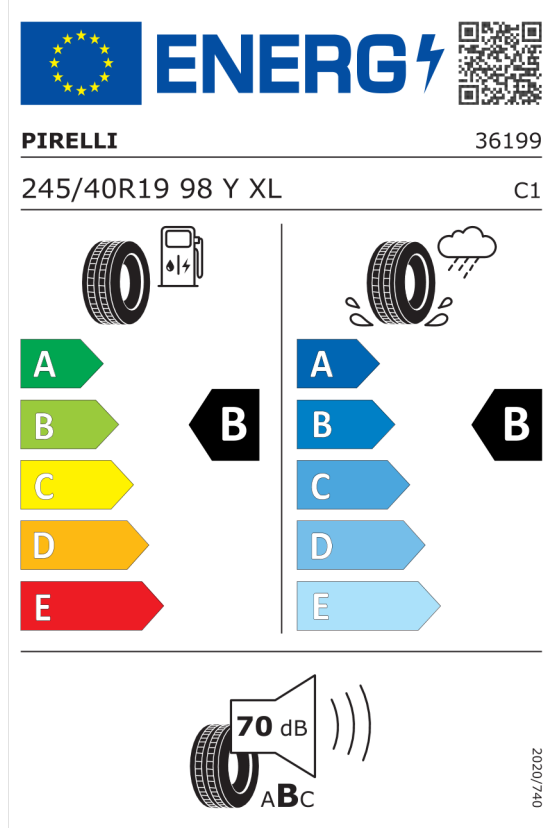 ENERG
PIRELLI
36199
245/40R19 98 Y XL
C1
A
B
C
D
E
B
A
B
C
D
E
B
70 dB
ABC
2020/740